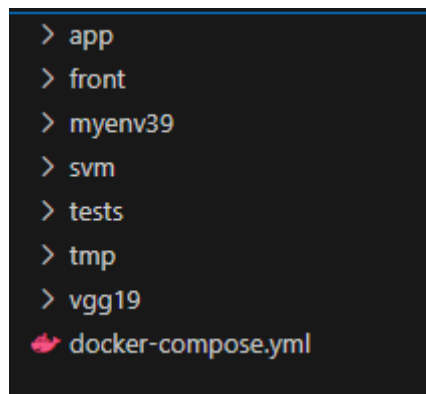 app
front
myenv39
svm
tests
tmp
vgg19
docker-compose.yml